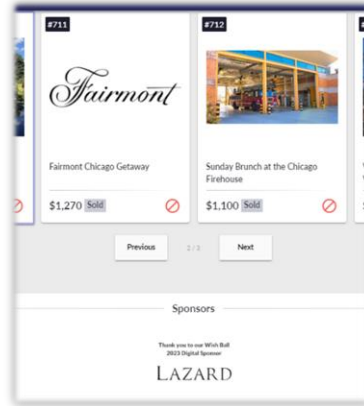 #711
#712
Fairmont
Fairmont Chicago Getaway
Sunday Brunch at the Chicago
Firehouse
$1,270 Sold
$1,100 Sold
Previous
Next
Sponsors
Thank you to our Wish Ball
2023 Digital Sponsor
LAZARD